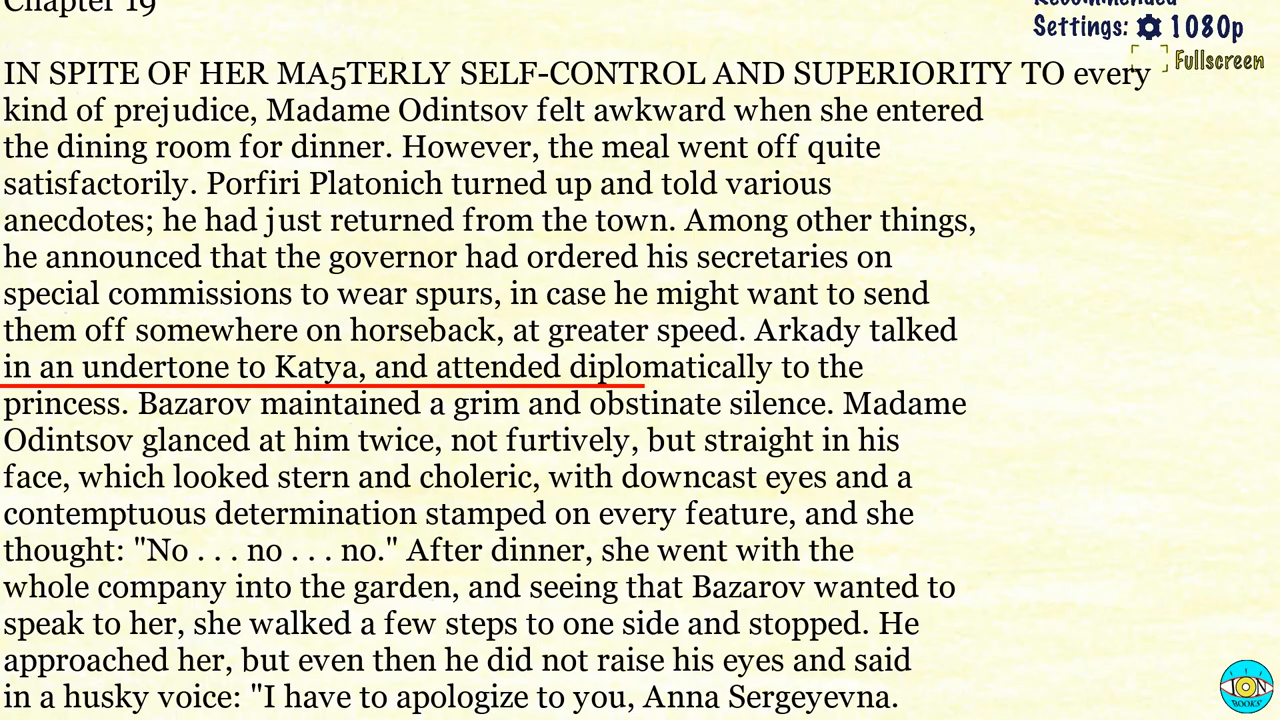 Chapter 19
Recommended
Settings: 1080p
Fullscreen
IN SPITE OF HER MA5TERLY SELF-CONTROL AND SUPERIORITY TO every
kind of prejudice, Madame Odintsov felt awkward when she entered
the dining room for dinner. However, the meal went off quite
satisfactorily. Porfiri Platonich turned up and told various
anecdotes; he had just returned from the town. Among other things,
he announced that the governor had ordered his secretaries on
special commissions to wear spurs, in case he might want to send
them off somewhere on horseback, at greater speed. Arkady talked
in an undertone to Katya, and attended diplomatically to the
princess. Bazarov maintained a grim and obstinate silence. Madame
Odintsov glanced at him twice, not furtively, but straight in his
face, which looked stern and choleric, with downcast eyes and a
contemptuous determination stamped on every feature, and she
thought: "No . . . no . . . no." After dinner, she went with the
whole company into the garden, and seeing that Bazarov wanted to
speak to her, she walked a few steps to one side and stopped. He
approached her, but even then he did not raise his eyes and said
in a husky voice: "I have to apologize to you, Anna Sergeyevna.
ION
BOOKS